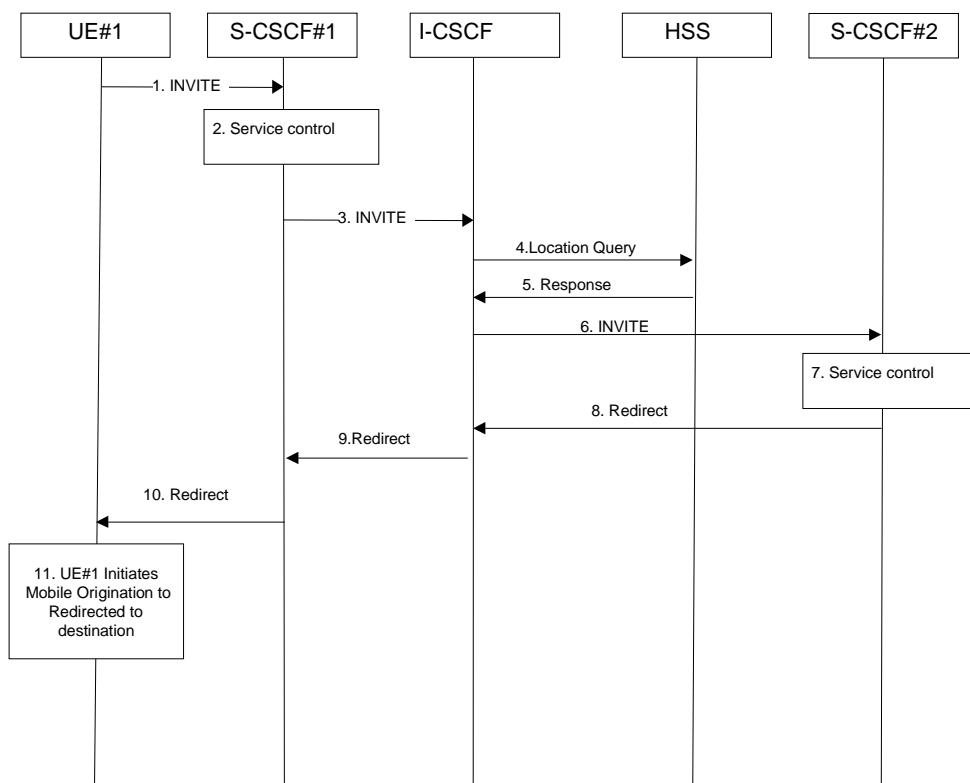 UE#1
S-CSCF#1
I-CSCF
HSS
S-CSCF#2
1. INVITE
2. Service control
3. INVITE
4.Location Query
5. Response
6. INVITE
7. Service control
8. Redirect
9.Redirect
10. Redirect
11. UE#1 Initiates
Mobile Origination to
Redirected to
destination